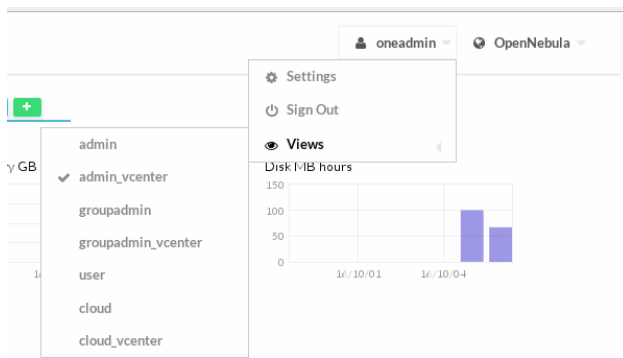 oneadmin OpenNebula
Settings
+
Sign Out
admin
Views
GB
Disk MB hours
admin_vcenter
150
groupadmin
100
groupadmin_vcenter
50
0
user
16/10/01 16/10/04
cloud
cloud_vcenter